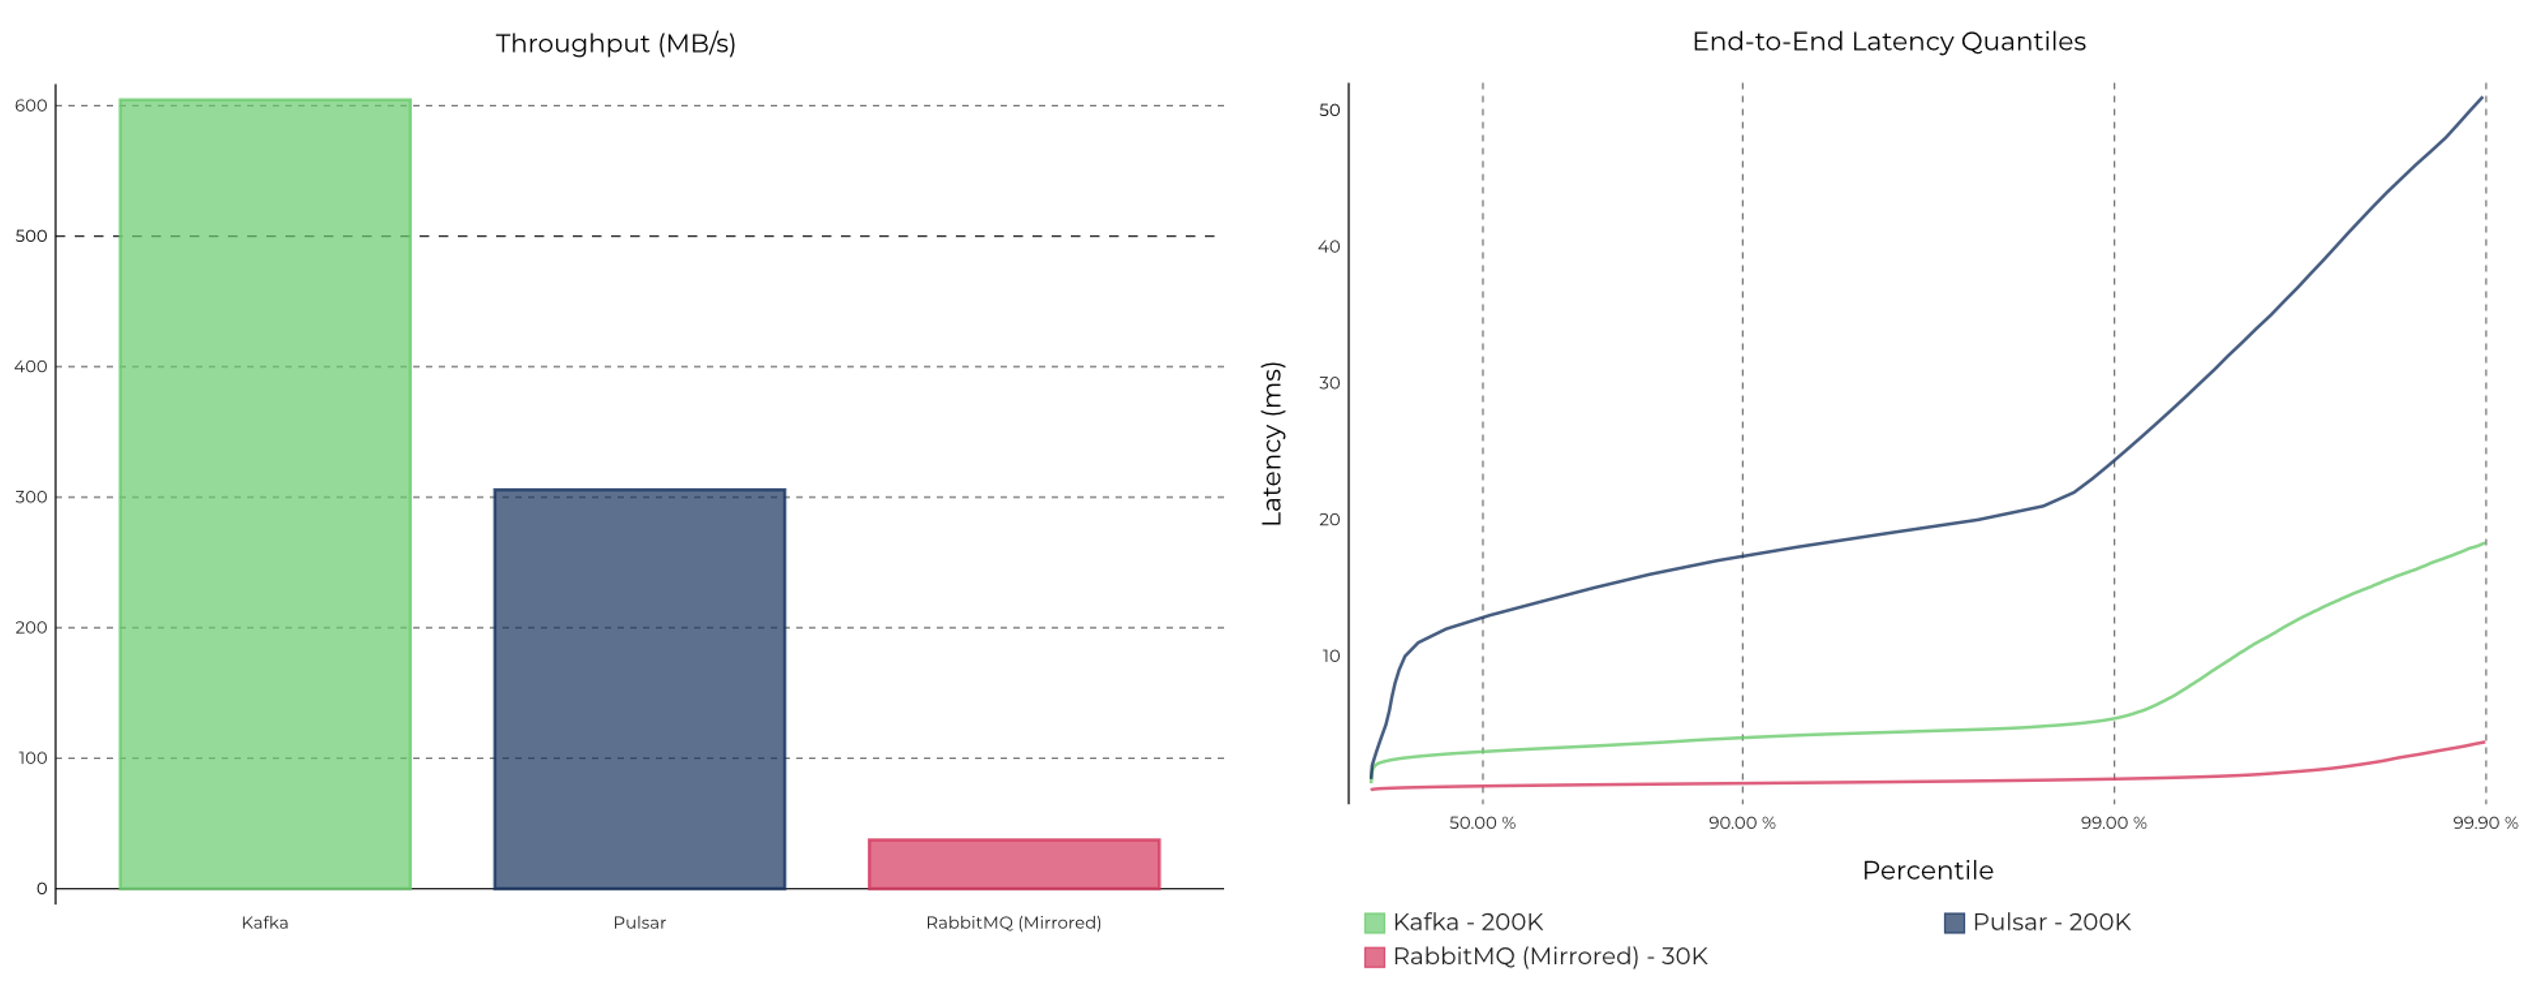 Throughput (MB/s)
600
500
400
300
200
100
0
Kafka
Pulsar
RabbitMQ (Mirrored)
End-to-End Latency Quantiles
Latency (ms)
50
40
30
20
10
50.00 %
90.00 %
99.00 %
99.90 %
Percentile
Kafka - 200K
Pulsar - 200K
RabbitMQ (Mirrored) - 30K